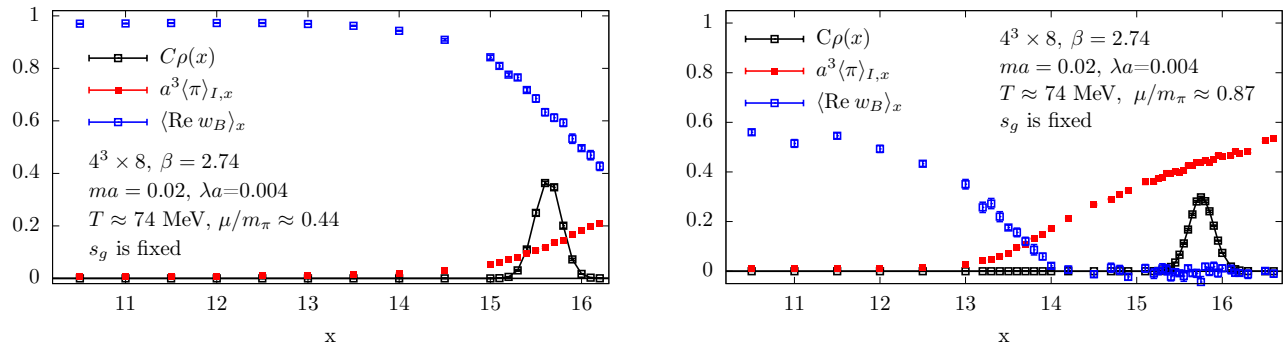 1
0.8
0.6
0.4
0.2
0
Cρ(x)
a³⟨π⟩_{I,x}
⟨Re w_B⟩_x
4³ × 8, β = 2.74
ma = 0.02, λa=0.004
T ≈ 74 MeV, μ/m_π ≈ 0.44
s_g is fixed
11 12 13 14 15 16
x
1
0.8
0.6
0.4
0.2
0
Cρ(x)
a³⟨π⟩_{I,x}
⟨Re w_B⟩_x
4³ × 8, β = 2.74
ma = 0.02, λa=0.004
T ≈ 74 MeV, μ/m_π ≈ 0.87
s_g is fixed
11 12 13 14 15 16
x